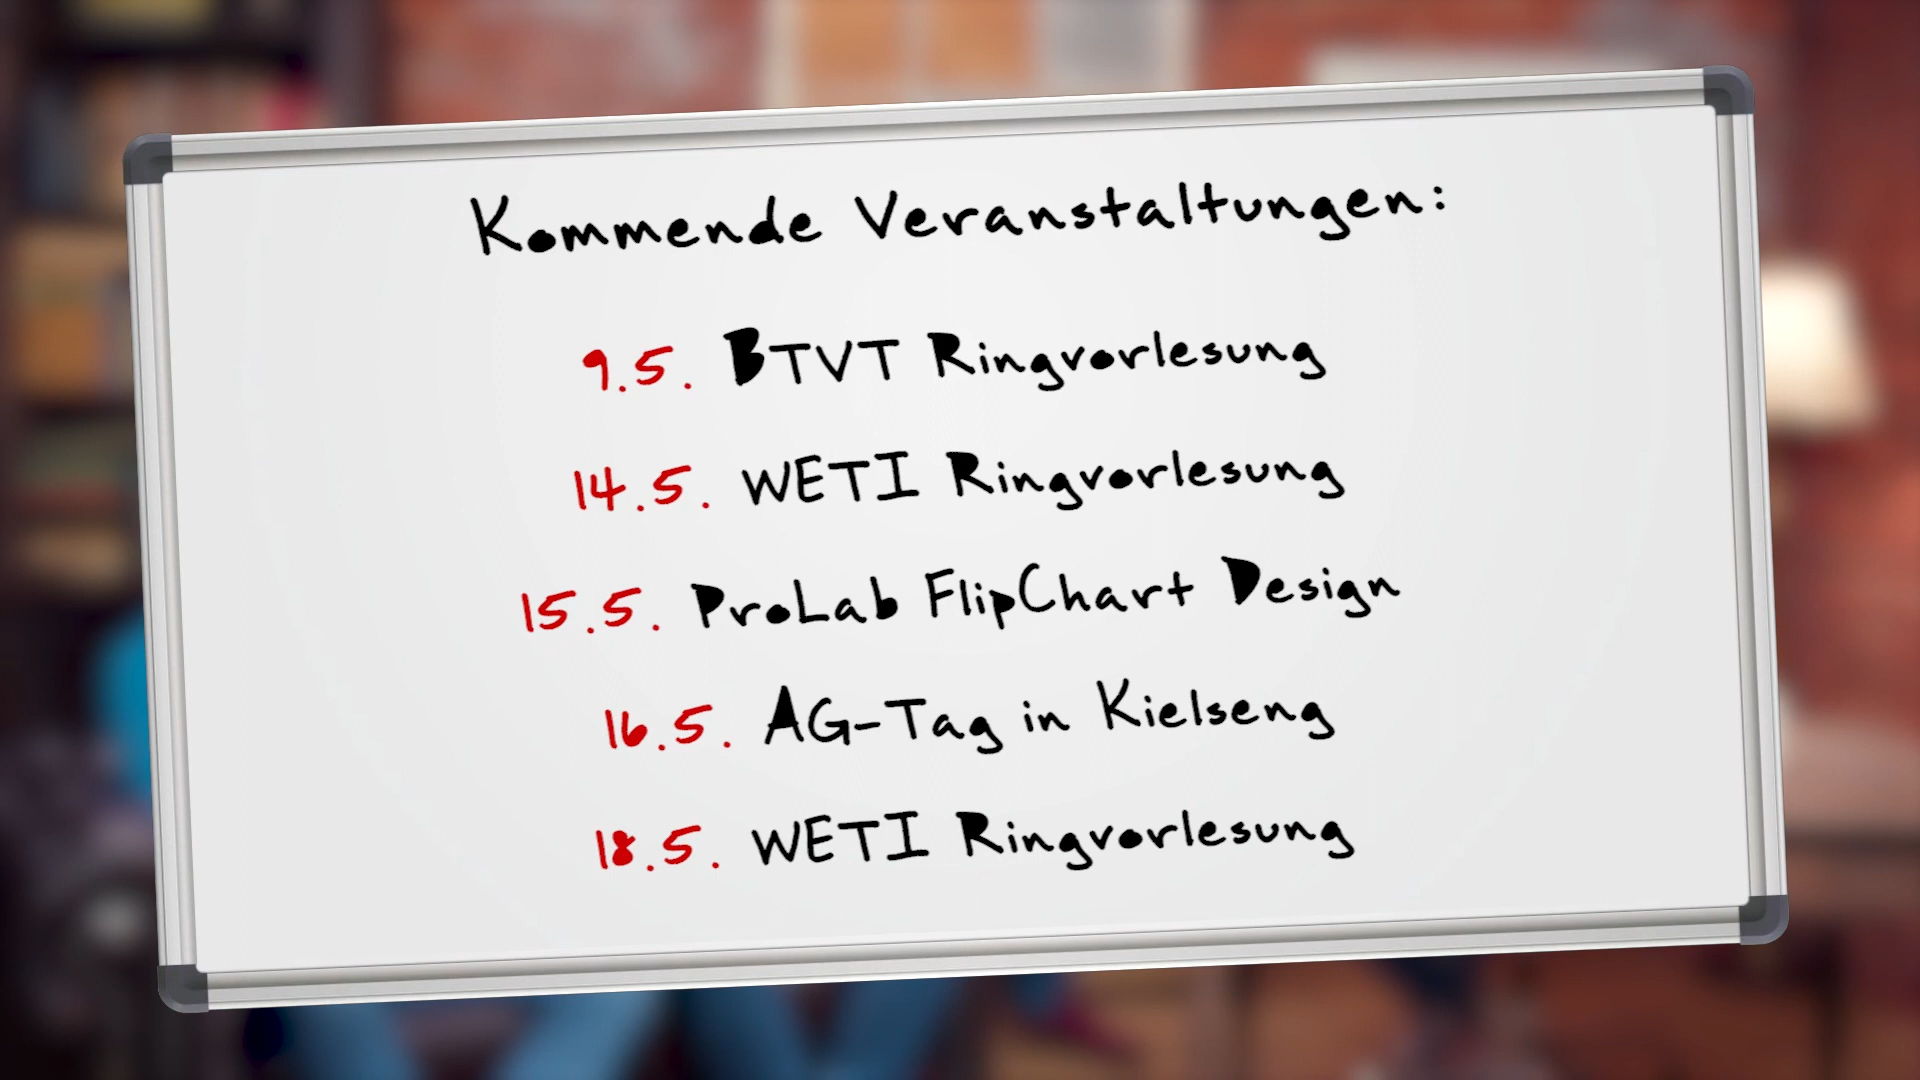 Kommende Veranstaltungen:
9.5. BTVT Ringvorlesung
14.5. WETI Ringvorlesung
15.5. ProLab FlipChart Design
16.5. AG-Tag in Kielseng
18.5. WETI Ringvorlesung